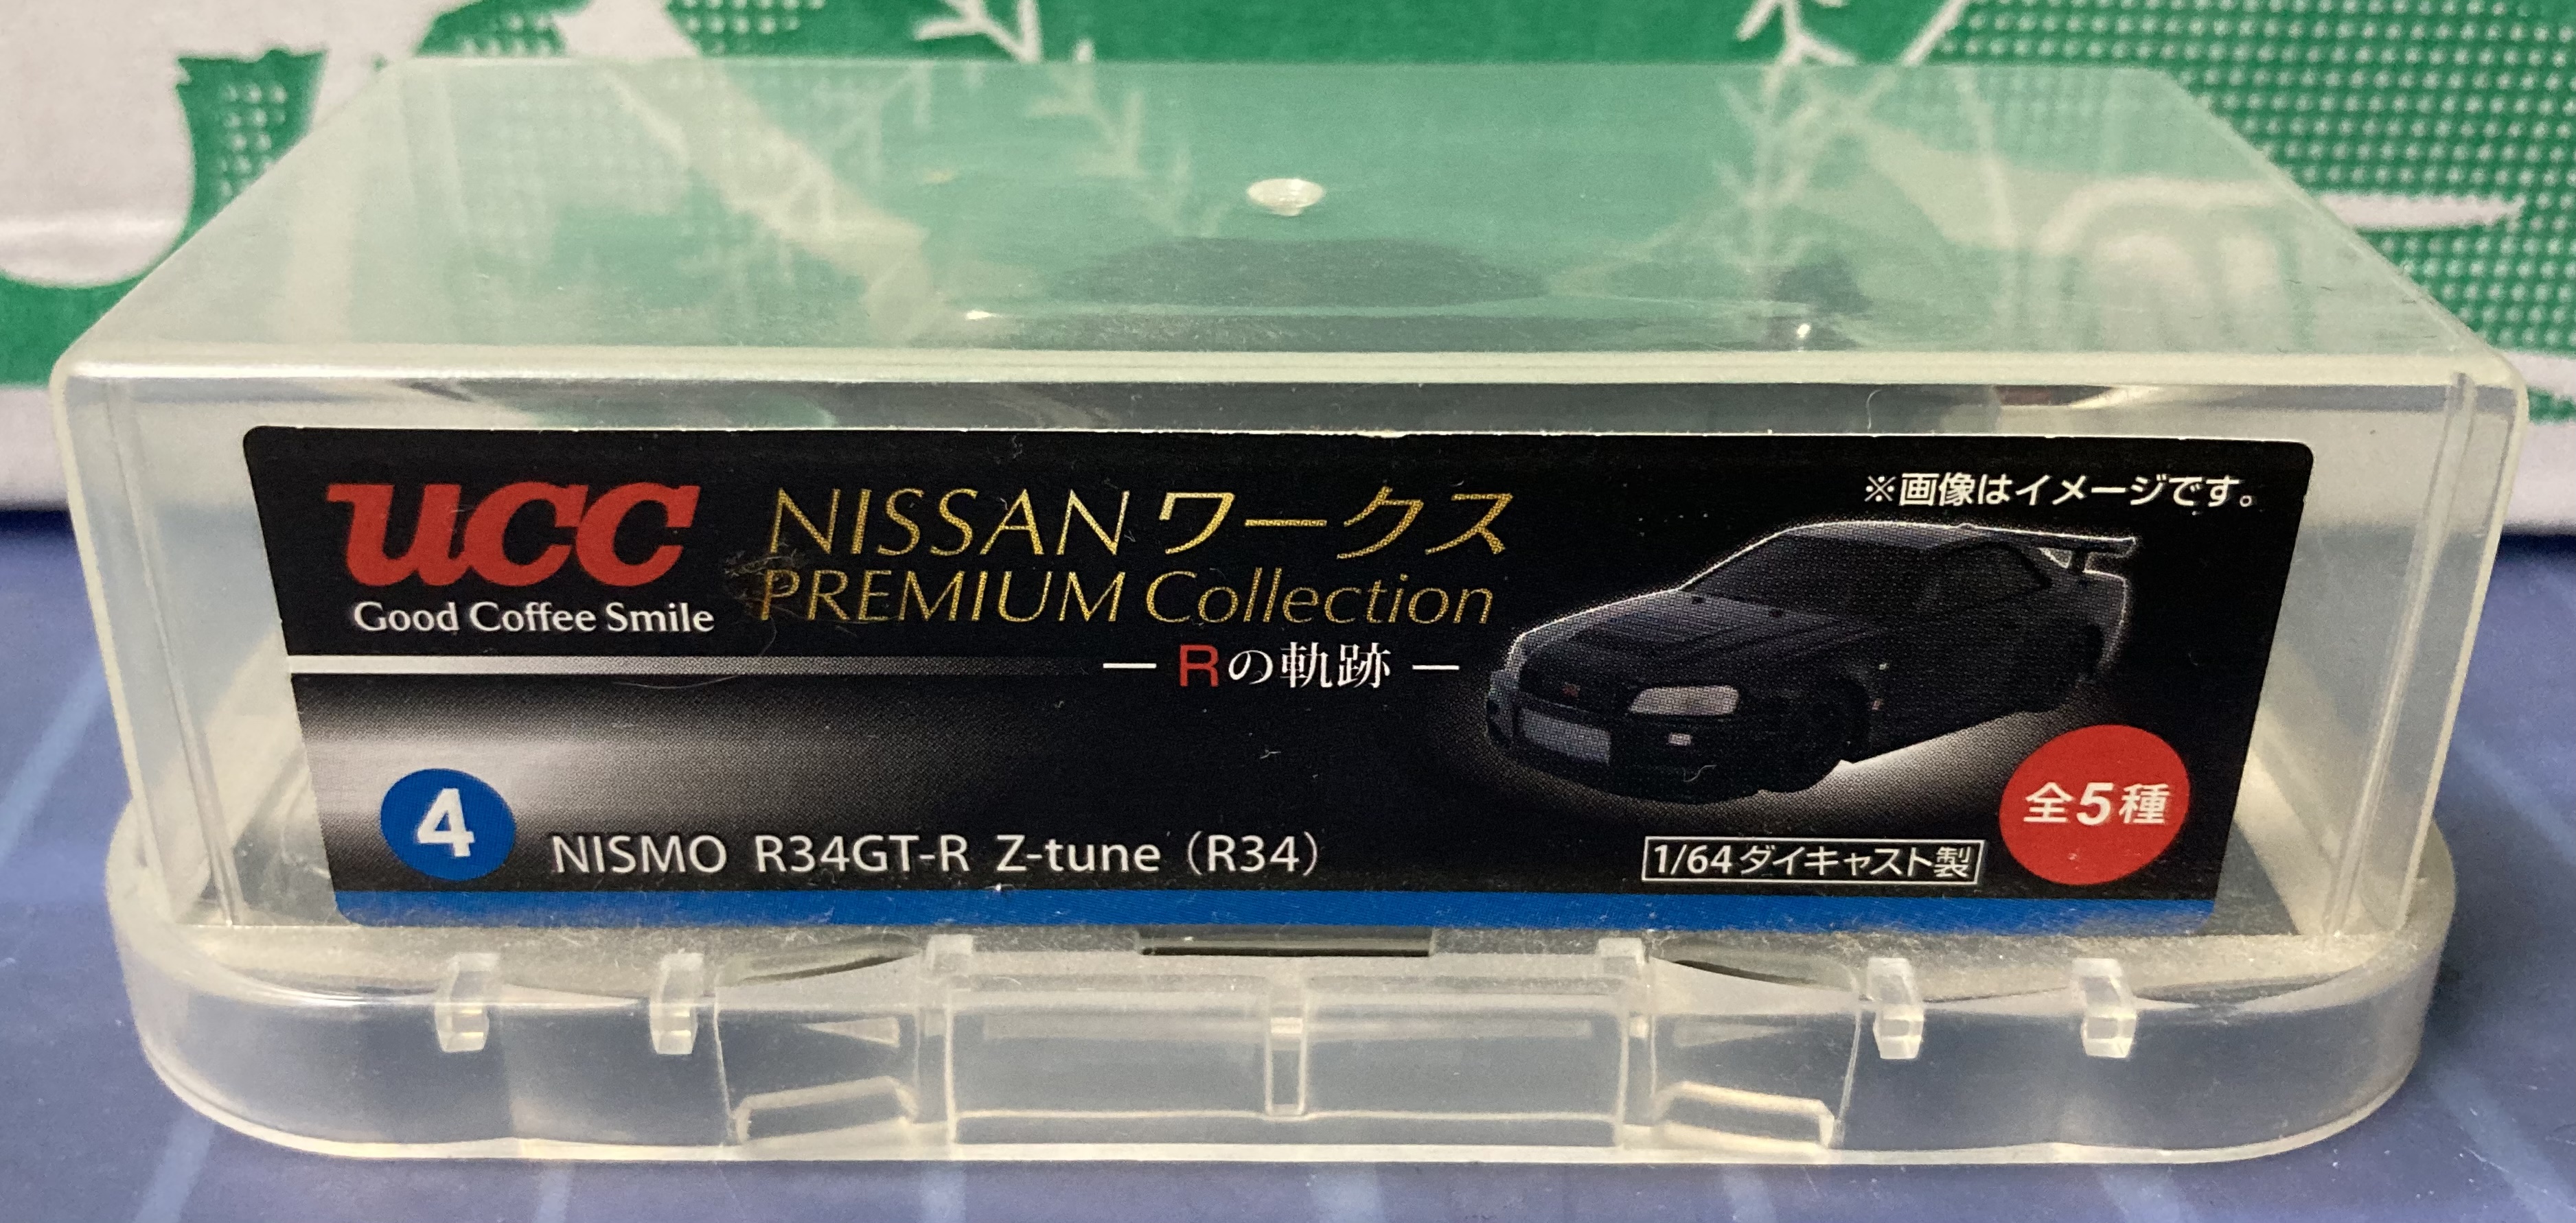 UCC
Good Coffee Smile
NISSANワークス
PREMIUM Collection
― Rの軌跡 ―
※画像はイメージです。
4
NISMO R34GT-R Z-tune（R34）
1/64ダイキャスト製
全5種